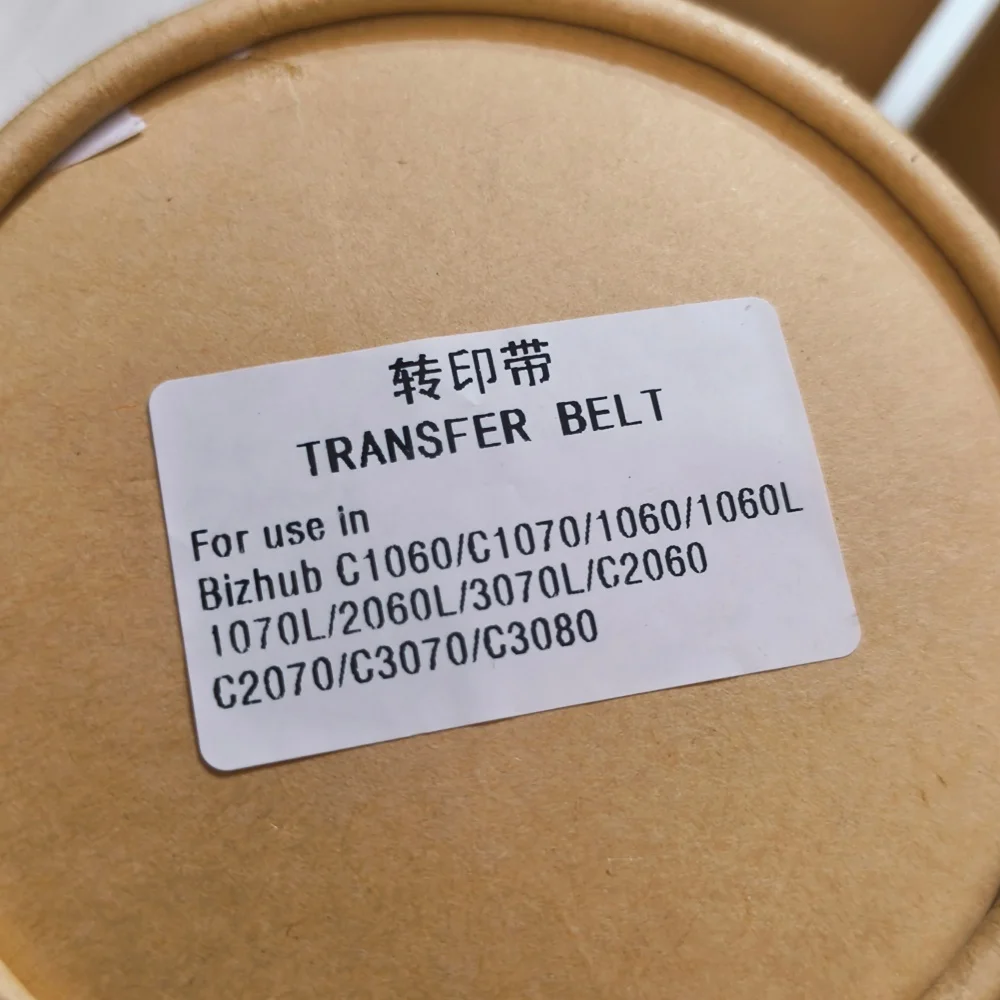 转印带
TRANSFER BELT
For use in
Bizhub C1060/C1070/1060/1060L
1070L/2060L/3070L/C2060
C2070/C3070/C3080